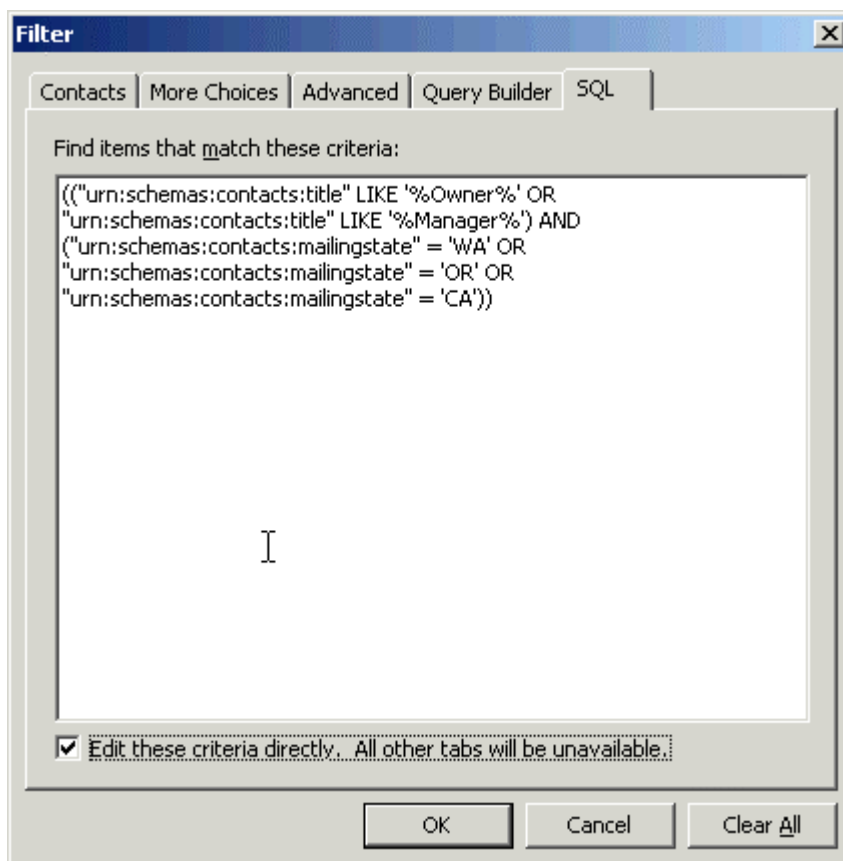 Filter
Contacts
More Choices
Advanced
Query Builder
SQL
Find items that match these criteria:
(("urn:schemas:contacts:title" LIKE '%Owner%' OR
"urn:schemas:contacts:title" LIKE '%Manager%') AND
("urn:schemas:contacts:mailingstate" = 'WA' OR
"urn:schemas:contacts:mailingstate" = 'OR' OR
"urn:schemas:contacts:mailingstate" = 'CA'))
Edit these criteria directly.  All other tabs will be unavailable.
OK
Cancel
Clear All